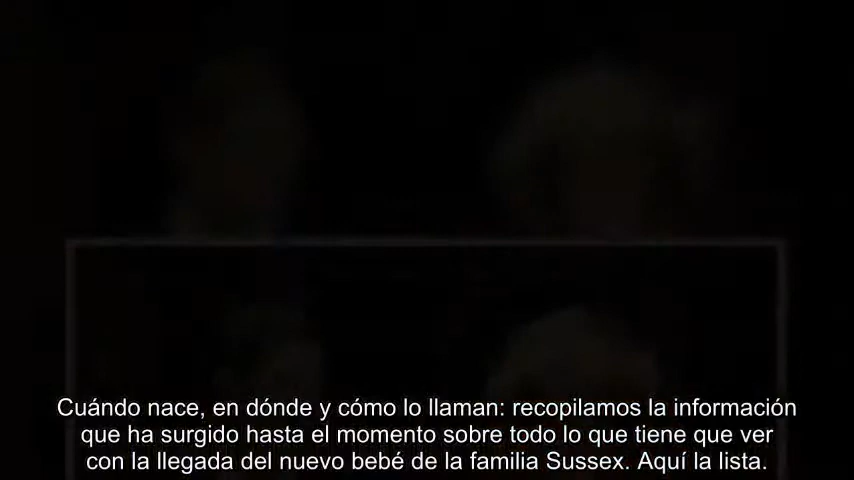 Cuándo nace, en dónde y cómo lo llaman: recopilamos la información
que ha surgido hasta el momento sobre todo lo que tiene que ver
con la llegada del nuevo bebé de la familia Sussex. Aquí la lista.